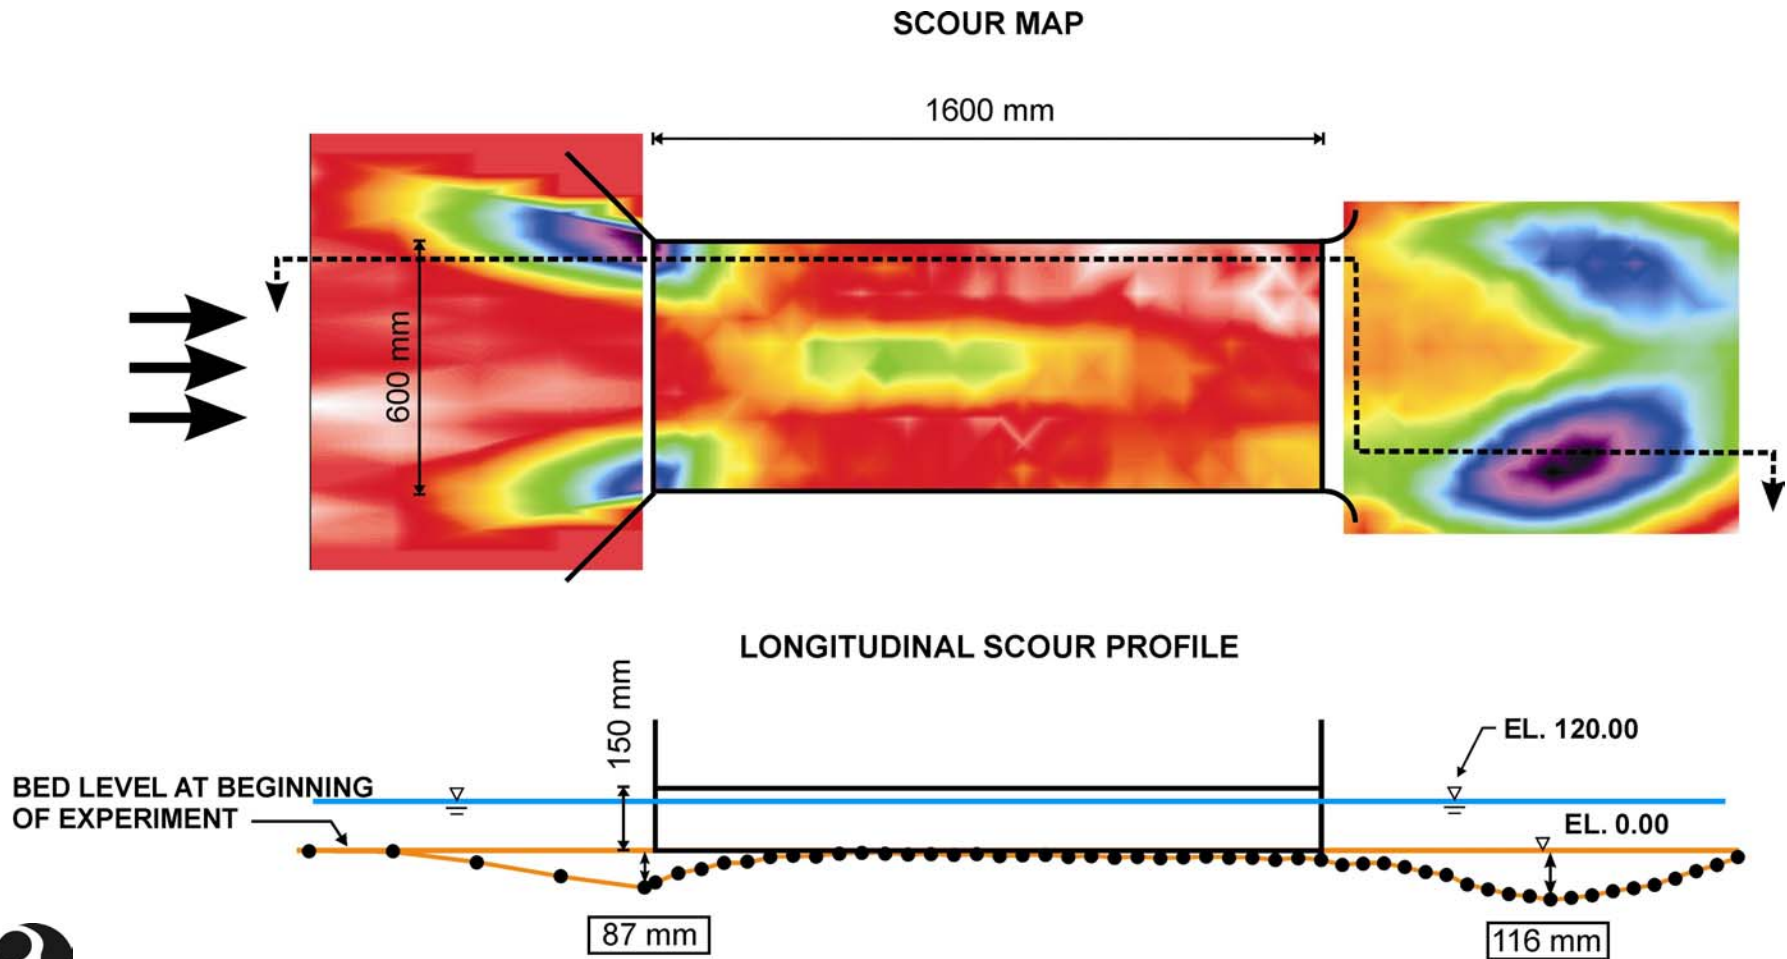 SCOUR MAP
1600 mm
600 mm
LONGITUDINAL SCOUR PROFILE
150 mm
EL. 120.00
BED LEVEL AT BEGINNING
OF EXPERIMENT
EL. 0.00
87 mm
116 mm